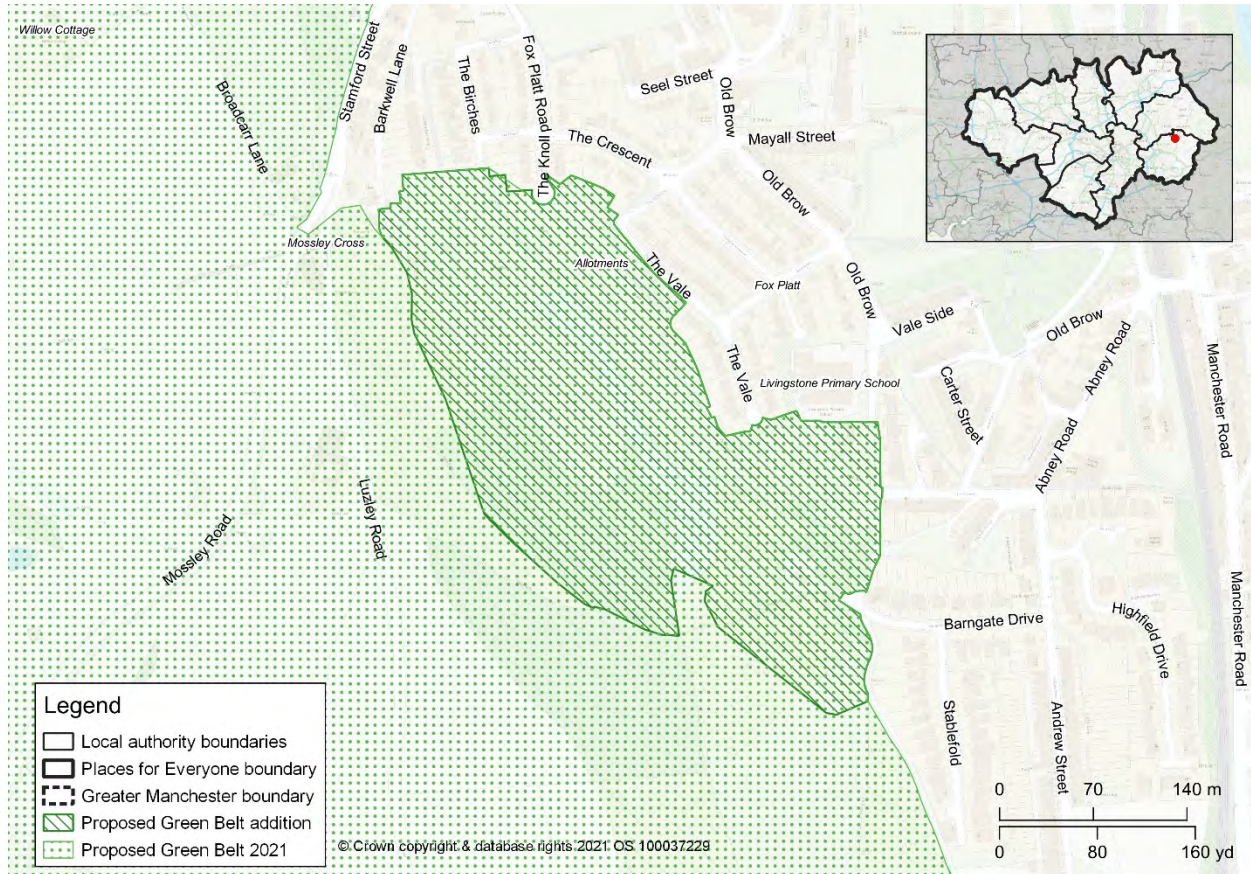 Willow Cottage
Stamford Street
Barkwell Lane
Broadcarr Lane
The Birches
Fox Platt Road
The Knoll
Seel Street
Old Brow
Mayall Street
The Crescent
Old Brow
Mossley Cross
Allotments
The Vale
Fox Platt
Old Brow
Vale Side
Old Brow
Abney Road
Manchester Road
The Vale
Livingstone Primary School
Carter Street
Abney Road
Luzley Road
Mossley Road
Barngate Drive
Highfield Drive
Manchester Road
Stablefold
Andrew Street
Legend
Local authority boundaries
Places for Everyone boundary
Greater Manchester boundary
Proposed Green Belt addition
Proposed Green Belt 2021
© Crown copyright & database rights 2021 OS 100037229
0 70 140 m
0 80 160 yd